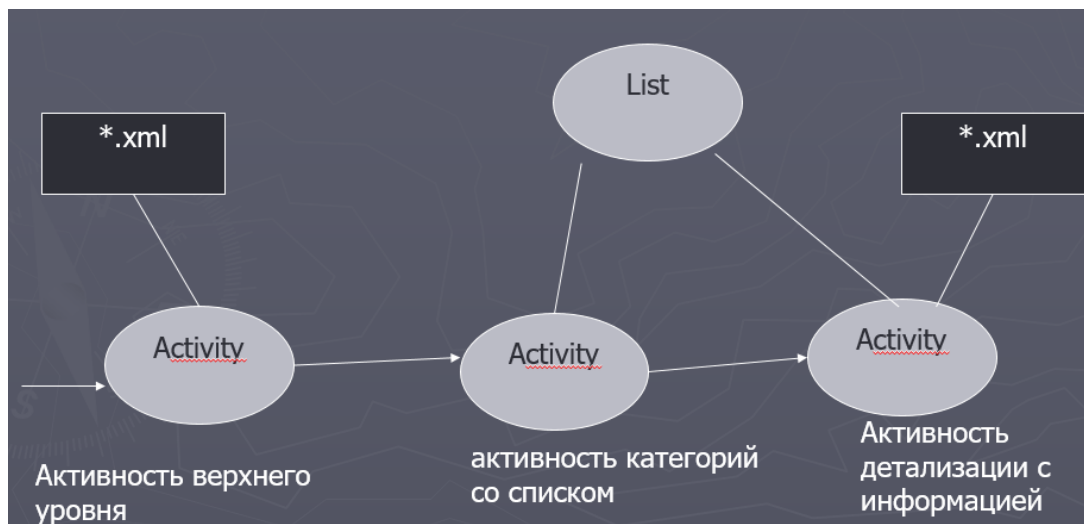 List
*.xml
*.xml
Activity
Activity
Activity
Активность верхнего
уровня
активность категорий
со списком
Активность
детализации с
информацией